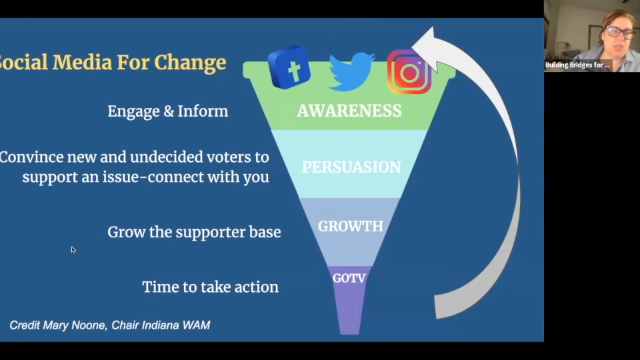 Social Media For Change
Engage & Inform
AWARENESS
Convince new and undecided voters to
support an issue-connect with you
PERSUASION
Grow the supporter base
GROWTH
Time to take action
GOTV
Credit Mary Noone, Chair Indiana WAM
Building Bridges for ...